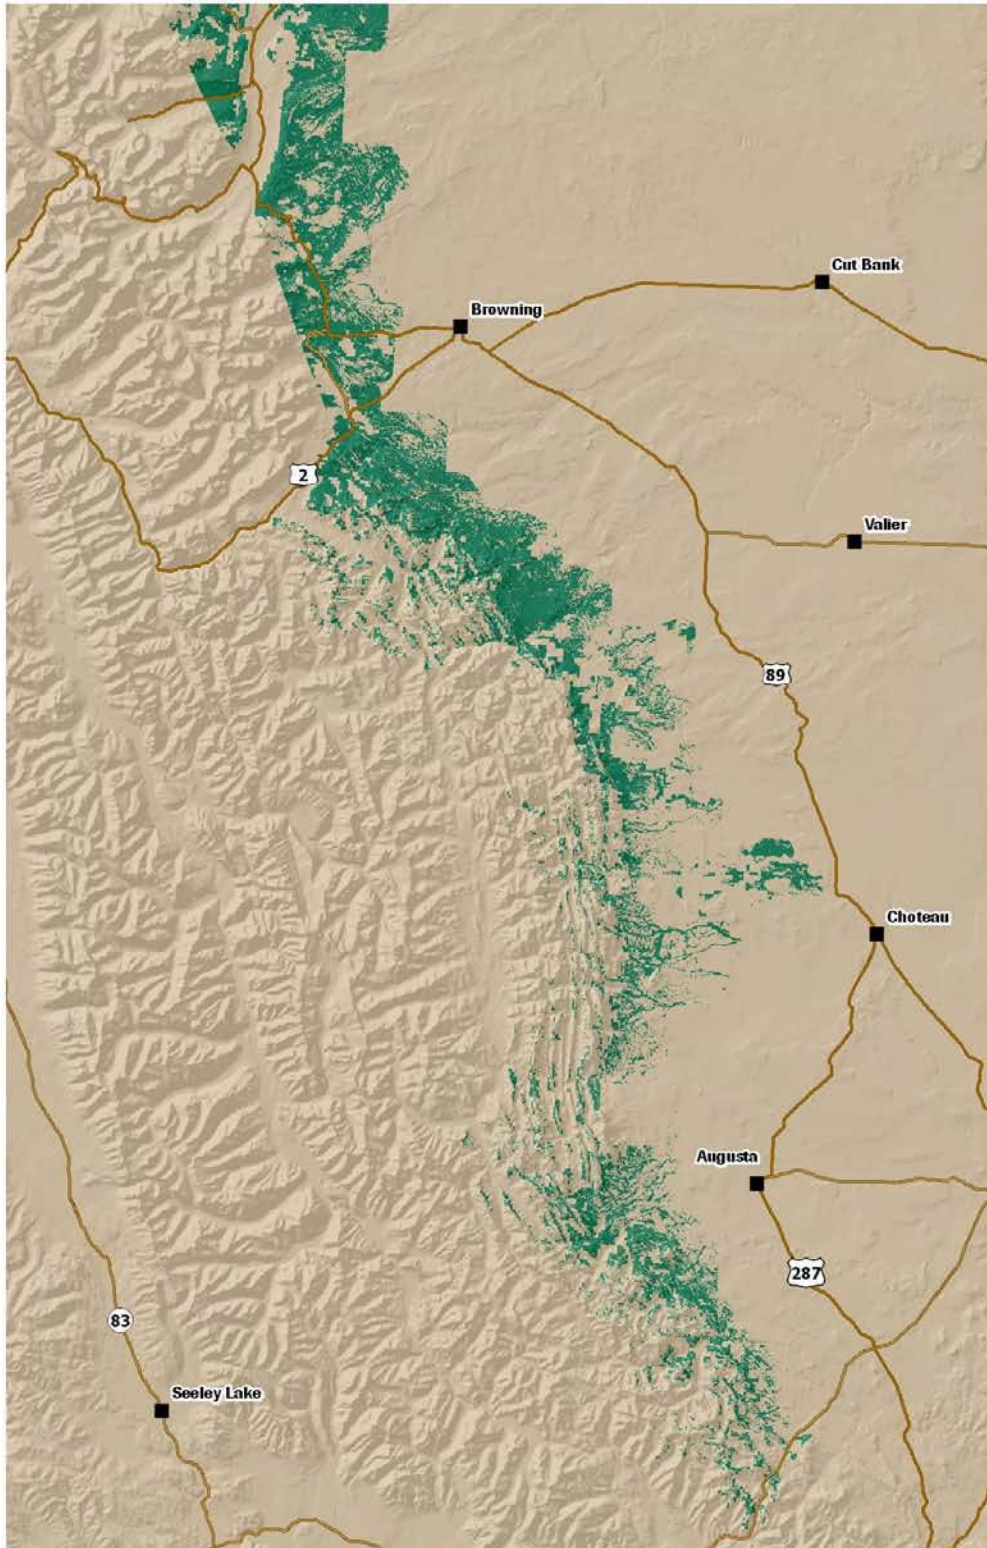 Cut Bank
Browning
2
Valier
89
Choteau
Augusta
287
83
Seeley Lake